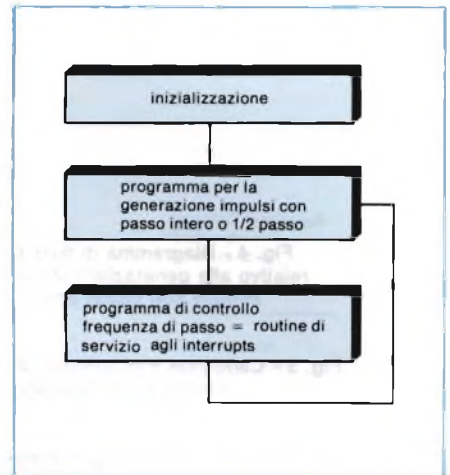 inizializzazione
programma per la
generazione impulsi con
passo intero o 1/2 passo
programma di controllo
frequenza di passo = routine di
servizio agli interrupts